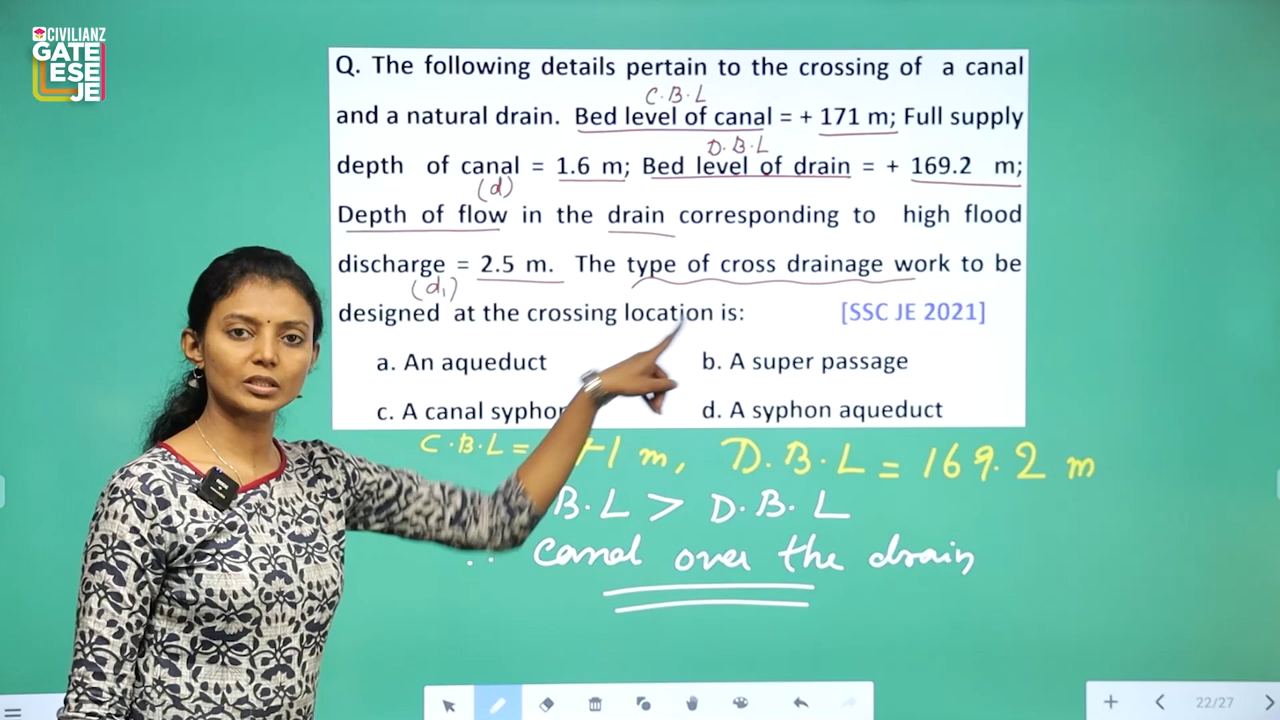 CIVILIANZ
GATE
ESE
JE
Q. The following details pertain to the crossing of a canal
C.B.L
and a natural drain. Bed level of canal = + 171 m; Full supply
D.B.L
depth of canal = 1.6 m; Bed level of drain = + 169.2 m;
(d)
Depth of flow in the drain corresponding to high flood
discharge = 2.5 m. The type of cross drainage work to be
(d1)
designed at the crossing location is: [SSC JE 2021]
a. An aqueduct b. A super passage
c. A canal sypho d. A syphon aqueduct
C.B.L = m, D.B.L = 169.2 m
B.L > D.B.L
∴ canal over the drain
22/27